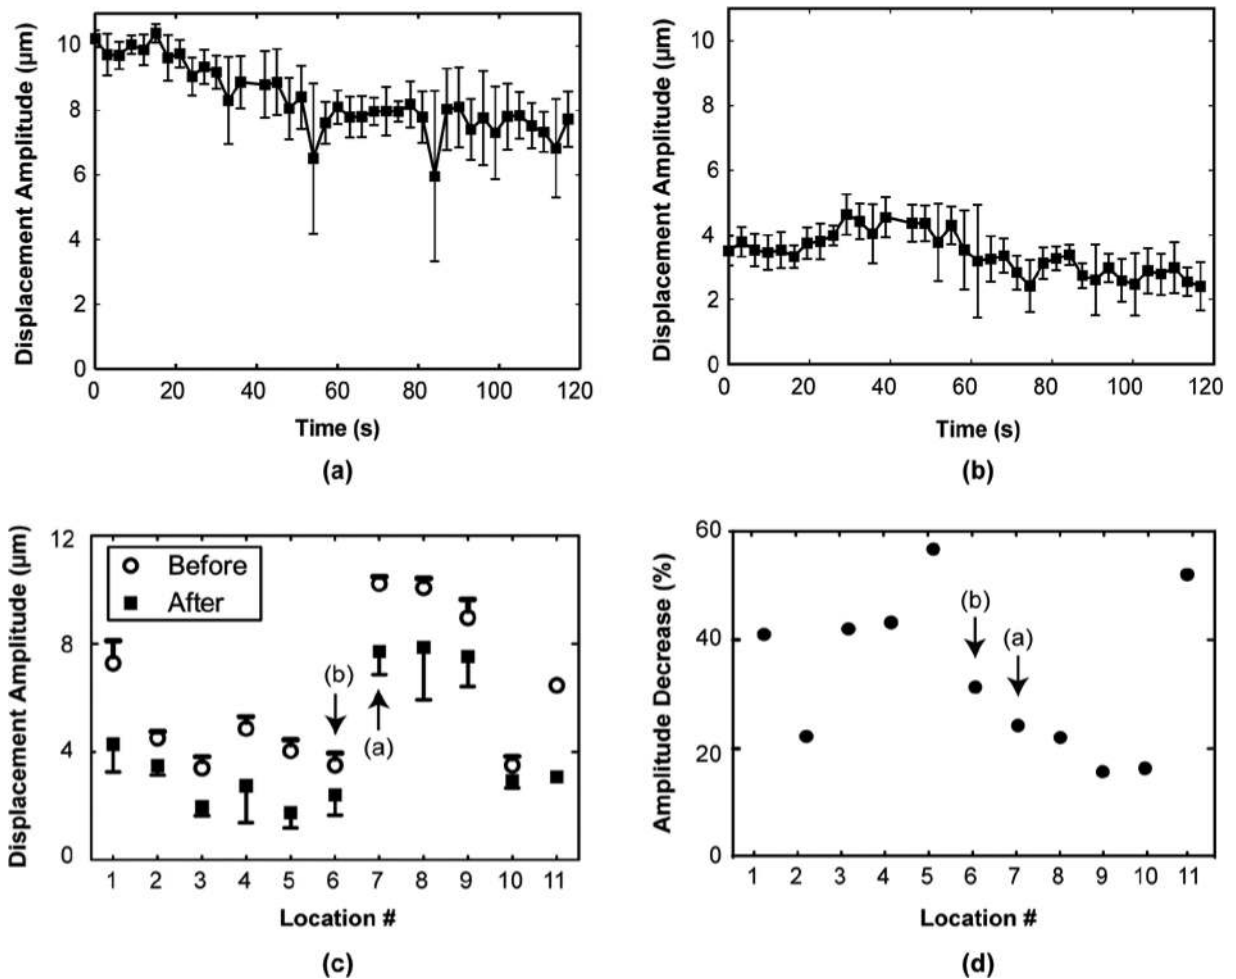 Displacement Amplitude (µm)
10
8
6
4
2
0
0 20 40 60 80 100 120
Time (s)
(a)
Displacement Amplitude (µm)
10
8
6
4
2
0
0 20 40 60 80 100 120
Time (s)
(b)
Displacement Amplitude (µm)
12
8
4
0
Before
After
(b)
(a)
1 2 3 4 5 6 7 8 9 10 11
Location #
(c)
Amplitude Decrease (%)
60
40
20
0
(b)
(a)
1 2 3 4 5 6 7 8 9 10 11
Location #
(d)